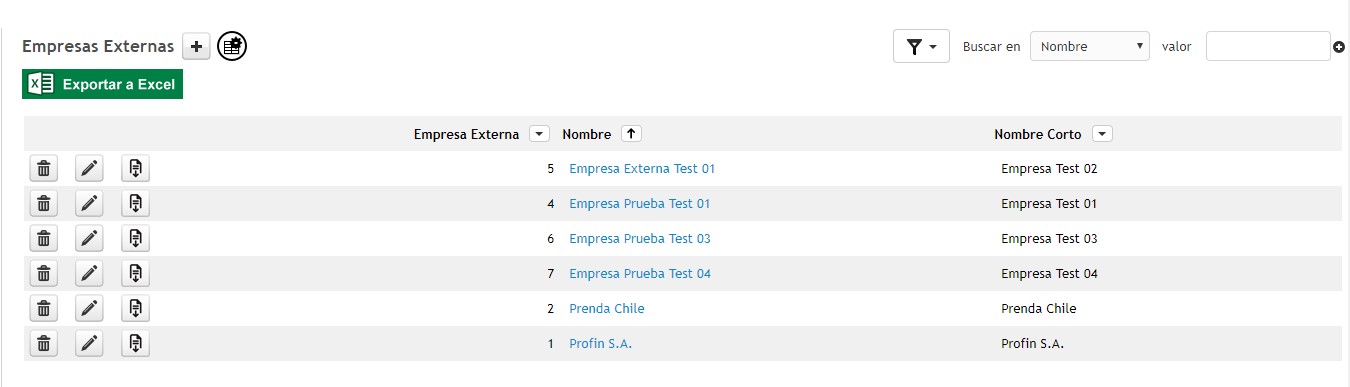 Empresas Externas
Buscar en Nombre valor
Exportar a Excel
Empresa Externa Nombre Nombre Corto
5 Empresa Externa Test 01 Empresa Test 02
4 Empresa Prueba Test 01 Empresa Test 01
6 Empresa Prueba Test 03 Empresa Test 03
7 Empresa Prueba Test 04 Empresa Test 04
2 Prenda Chile Prenda Chile
1 Profin S.A. Profin S.A.